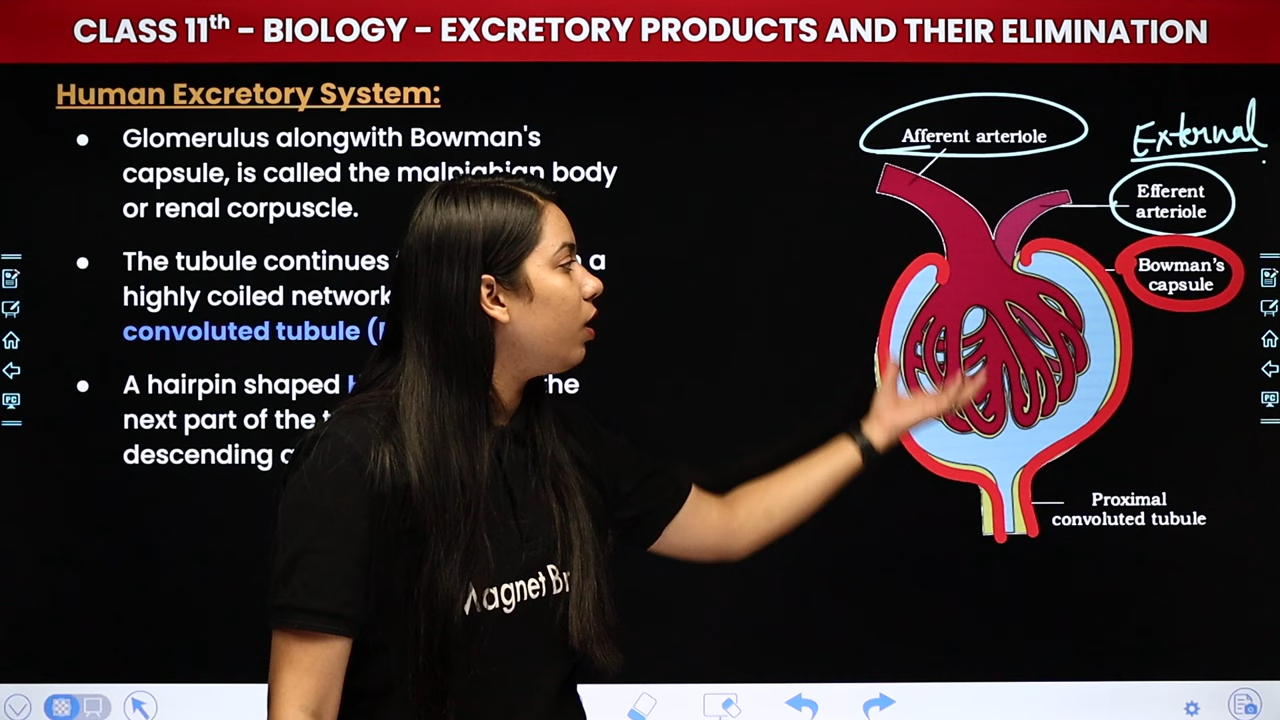 CLASS 11th – BIOLOGY – EXCRETORY PRODUCTS AND THEIR ELIMINATION
Human Excretory System:
● Glomerulus alongwith Bowman's
capsule, is called the malpighian body
or renal corpuscle.
● The tubule continues a
highly coiled network
convoluted tubule (
● A hairpin shaped the
next part of the
descending
Afferent arteriole
External
Efferent
arteriole
Bowman's
capsule
Proximal
convoluted tubule
Magnet Br
PC
PC